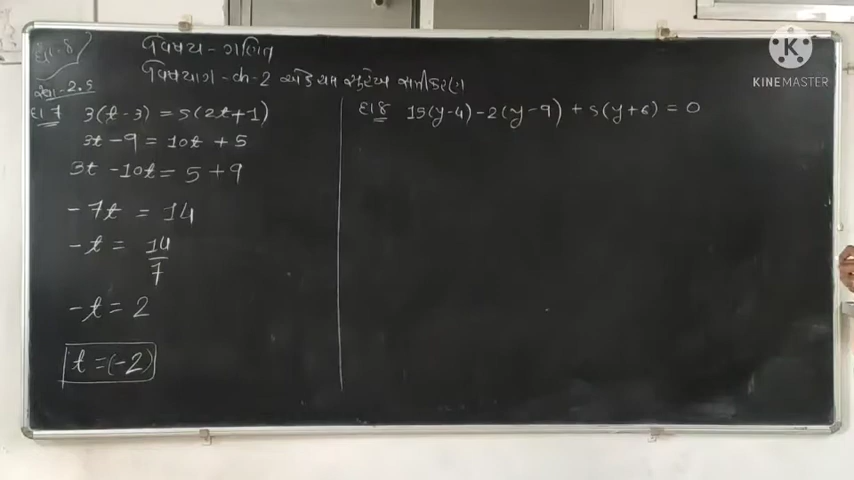 ધો.8
વિષય - ગણિત
વિષયાંગ - ch-2 એક ચલ સુરેખ સમીકરણ
સ્વા-2.5
દા 7 3(t-3) = 5(2t+1)
3t - 9 = 10t + 5
3t - 10t = 5 + 9
- 7t = 14
- t = 14/7
- t = 2
t = (-2)
દા 8 15(y-4) - 2(y-9) + 5(y+6) = 0
K
KINEMASTER